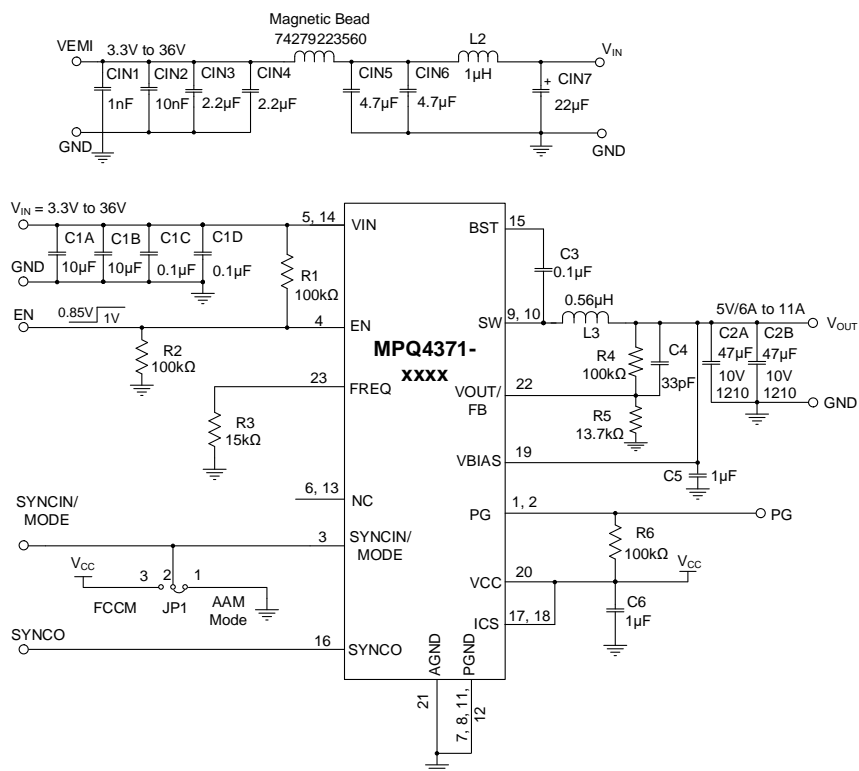 Magnetic Bead
74279223560
VEMI
3.3V to 36V
L2
1µH
VIN
CIN1
1nF
CIN2
10nF
CIN3
2.2µF
CIN4
2.2µF
CIN5
4.7µF
CIN6
4.7µF
+ CIN7
22µF
GND
GND
VIN = 3.3V to 36V
5, 14
VIN
BST
15
C1A
10µF
C1B
10µF
C1C
0.1µF
C1D
0.1µF
GND
R1
100kΩ
C3
0.1µF
EN
0.85V
1V
4
EN
SW
9, 10
0.56µH
L3
5V/6A to 11A
VOUT
MPQ4371-
xxxx
R2
100kΩ
R4
100kΩ
C4
33pF
C2A
47µF
10V
1210
C2B
47µF
10V
1210
GND
23
FREQ
VOUT/
FB
22
R3
15kΩ
R5
13.7kΩ
VBIAS
19
C5
1µF
6, 13
NC
PG
1, 2
PG
SYNCIN/
MODE
3
SYNCIN/
MODE
R6
100kΩ
VCC
3
2
1
FCCM
JP1
AAM
Mode
VCC
20
VCC
ICS
17, 18
C6
1µF
SYNCO
16
SYNCO
AGND
PGND
21
7, 8, 11,
12